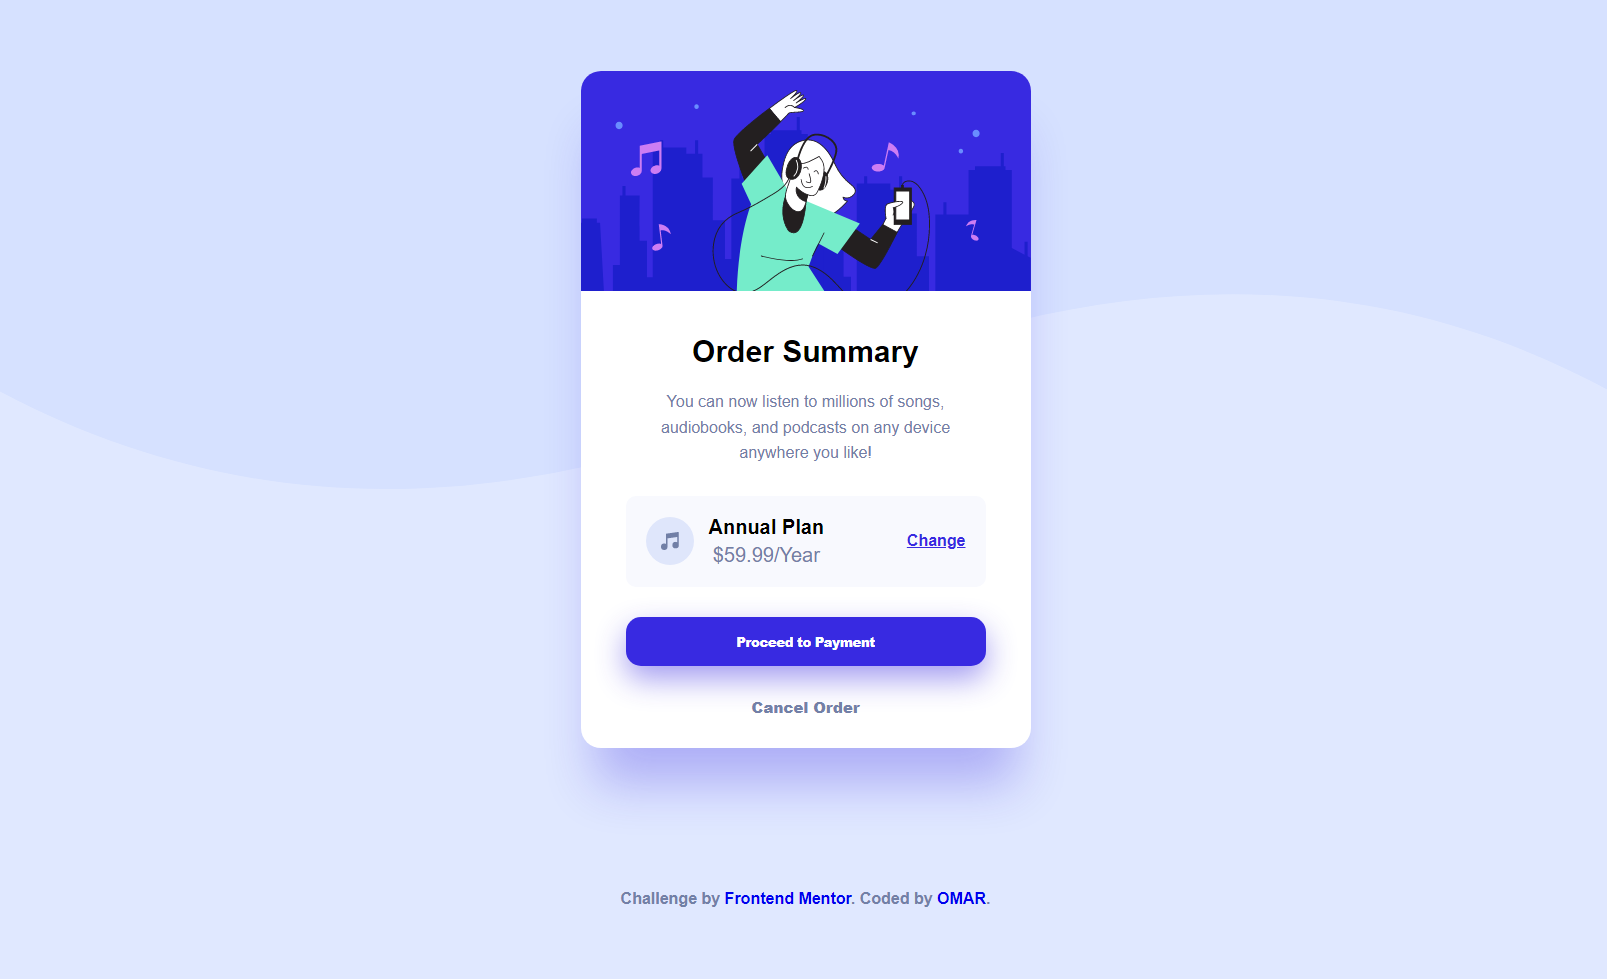 Order Summary
You can now listen to millions of songs,
audiobooks, and podcasts on any device
anywhere you like!
Annual Plan
$59.99/Year
Change
Proceed to Payment
Cancel Order
Challenge by Frontend Mentor. Coded by OMAR.